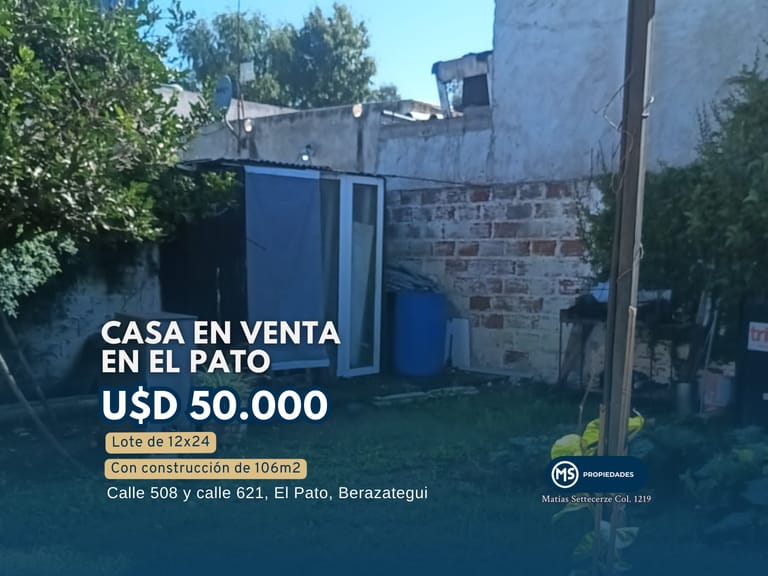 CASA EN VENTA
EN EL PATO
U$D 50.000
Lote de 12x24
Con construcción de 106m2
Calle 508 y calle 621, El Pato, Berazategui
MS PROPIEDADES
Matías Settecerze Col. 1219